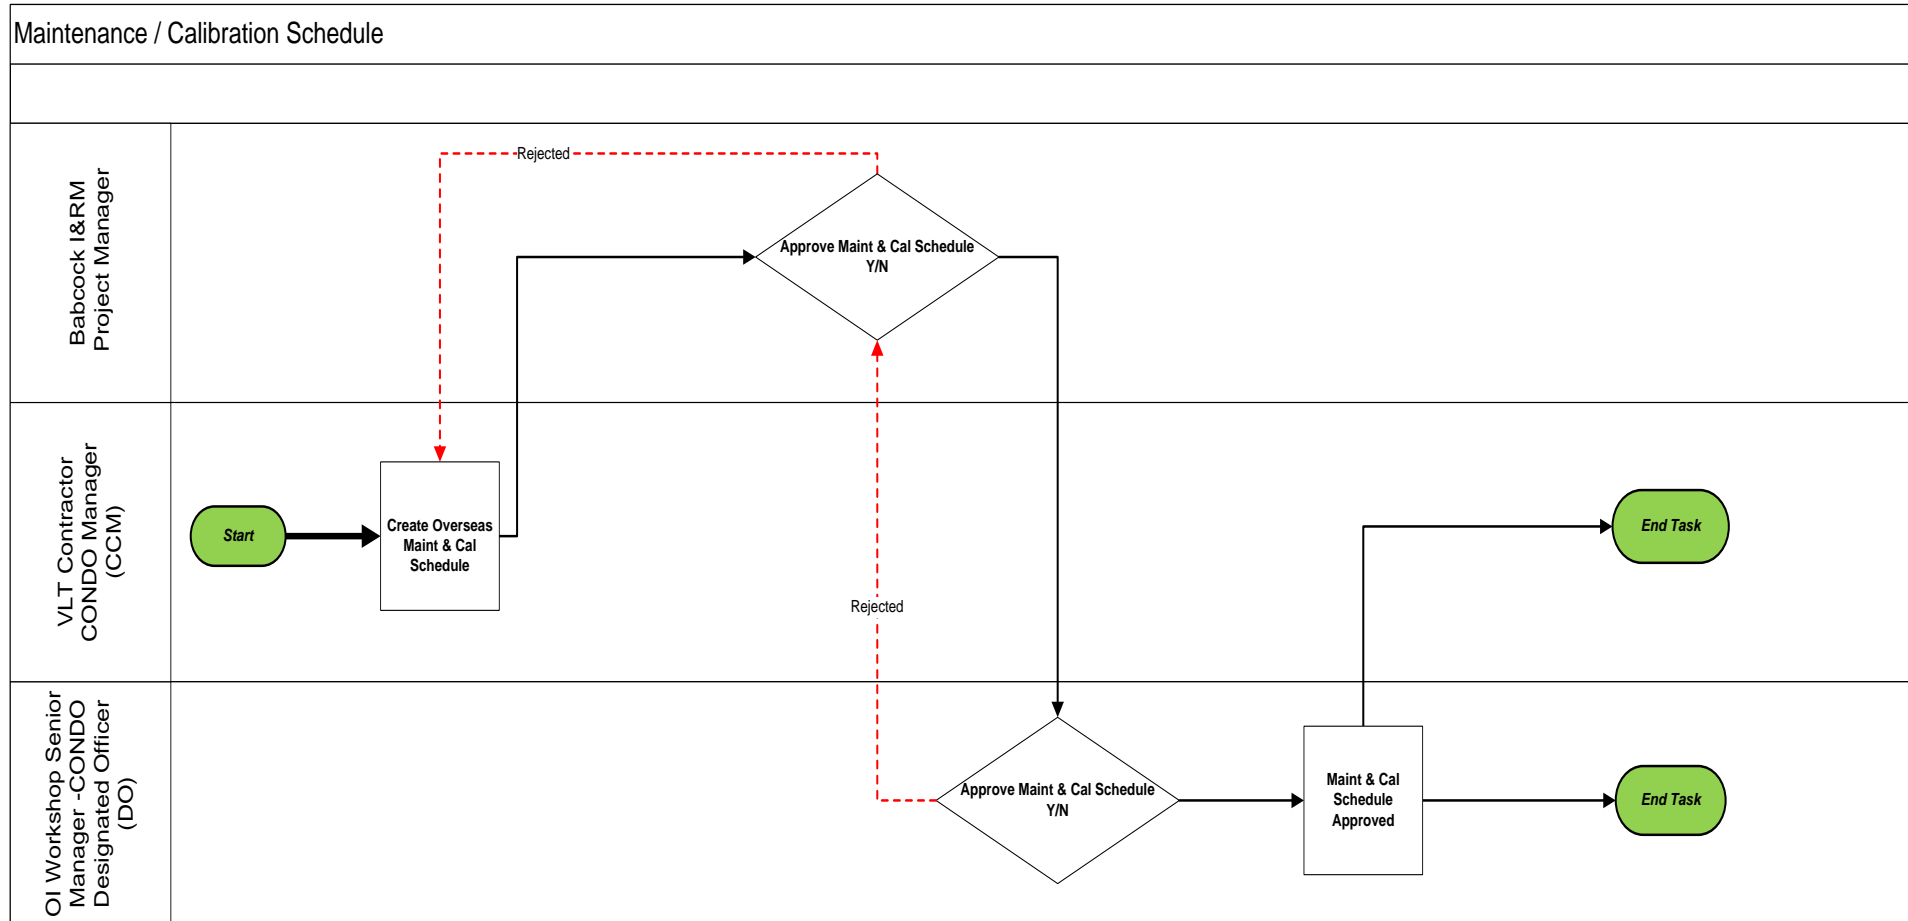 Maintenance / Calibration Schedule
Babcock I&RM
Project Manager
Rejected
Approve Maint & Cal Schedule
Y/N
VLT Contractor
CONDO Manager
(CCM)
Start
Create Overseas
Maint & Cal
Schedule
Rejected
End Task
OI Workshop Senior
Manager -CONDO
Designated Officer
(DO)
Approve Maint & Cal Schedule
Y/N
Maint & Cal
Schedule
Approved
End Task